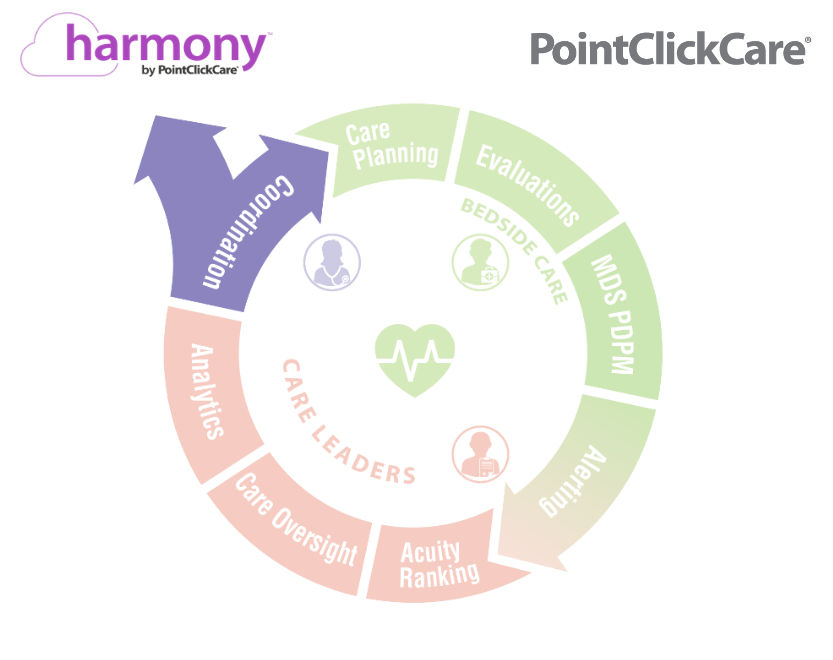 harmony™
by PointClickCare®
PointClickCare®
Care
Planning
Evaluations
MDS PDPM
Alerting
Acuity
Ranking
Care Oversight
Analytics
Coordination
BEDSIDE CARE
CARE LEADERS